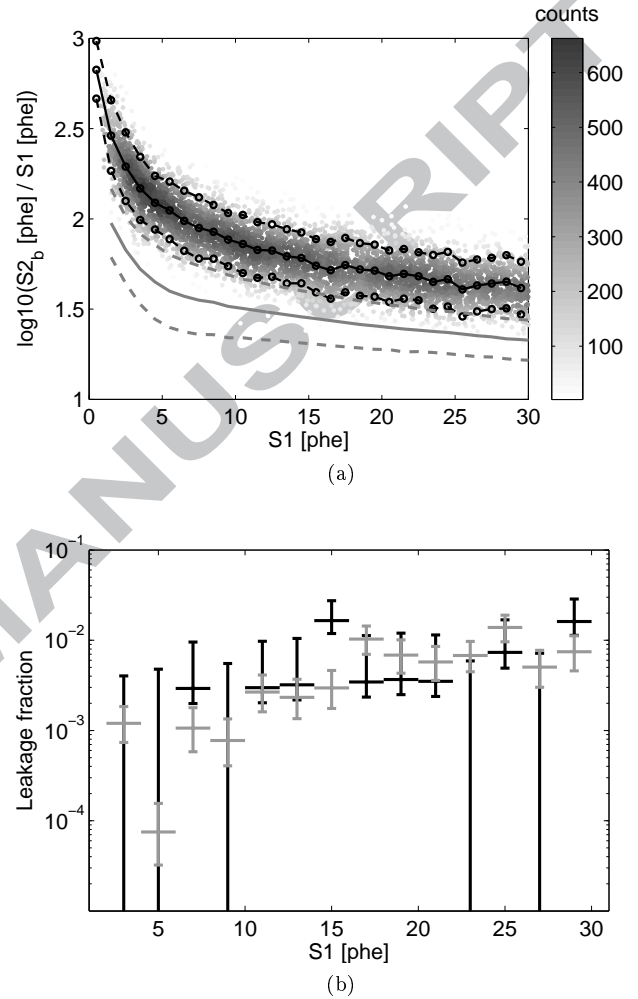 counts
3
2.5
2
1.5
1
log10(S2b [phe] / S1 [phe])
0 5 10 15 20 25 30
S1 [phe]
600
500
400
300
200
100
(a)
MANUSCRIPT
10−1
10−2
10−3
10−4
Leakage fraction
5 10 15 20 25 30
S1 [phe]
(b)